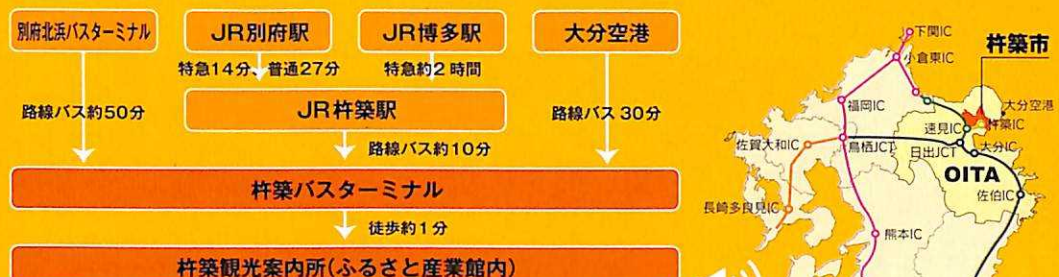 別府北浜バスターミナル
JR別府駅
JR博多駅
大分空港
特急14分、普通27分
特急約2時間
路線バス約50分
JR杵築駅
路線バス30分
路線バス約10分
杵築バスターミナル
徒歩約1分
杵築観光案内所(ふるさと産業館内)
下関IC
小倉東IC
杵築市
福岡IC
大分空港
杵築IC
速見IC
佐賀大和IC
鳥栖JCT
日出JCT
大分IC
OITA
佐伯IC
長崎多良見IC
熊本IC